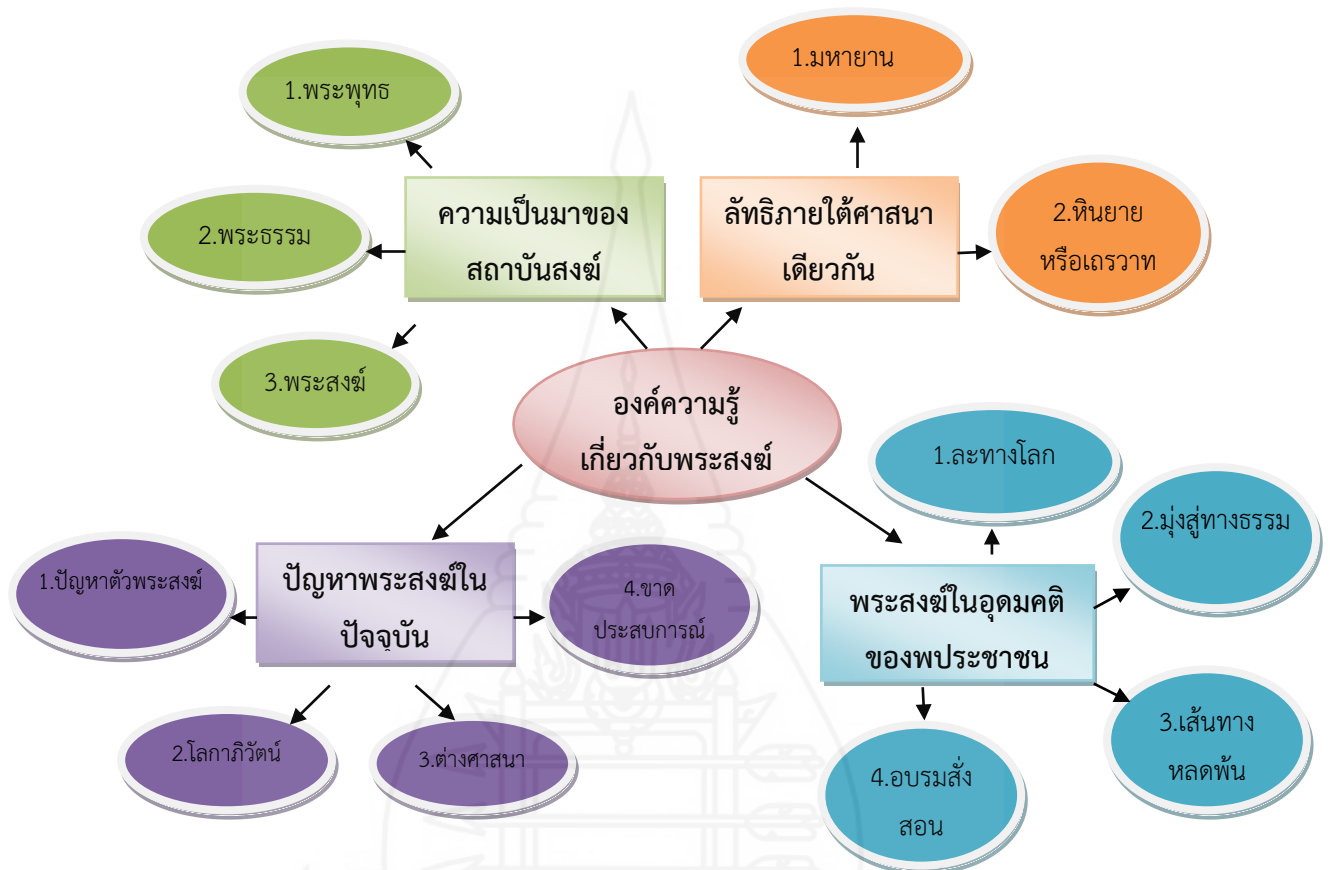 1.พระพุทธ
2.พระธรรม
3.พระสงฆ์
ความเป็นมาของ
สถาบันสงฆ์
1.มหายาน
ลัทธิภายใต้ศาสนา
เดียวกัน
2.หินยาย
หรือเถรวาท
องค์ความรู้
เกี่ยวกับพระสงฆ์
1.ปัญหาตัวพระสงฆ์
ปัญหาพระสงฆ์ใน
ปัจจุบัน
4.ขาด
ประสบการณ์
2.โลกาภิวัตน์
3.ต่างศาสนา
1.ละทางโลก
2.มุ่งสู่ทางธรรม
พระสงฆ์ในอุดมคติ
ของพประชาชน
3.เส้นทาง
หลดพ้น
4.อบรมสั่ง
สอน